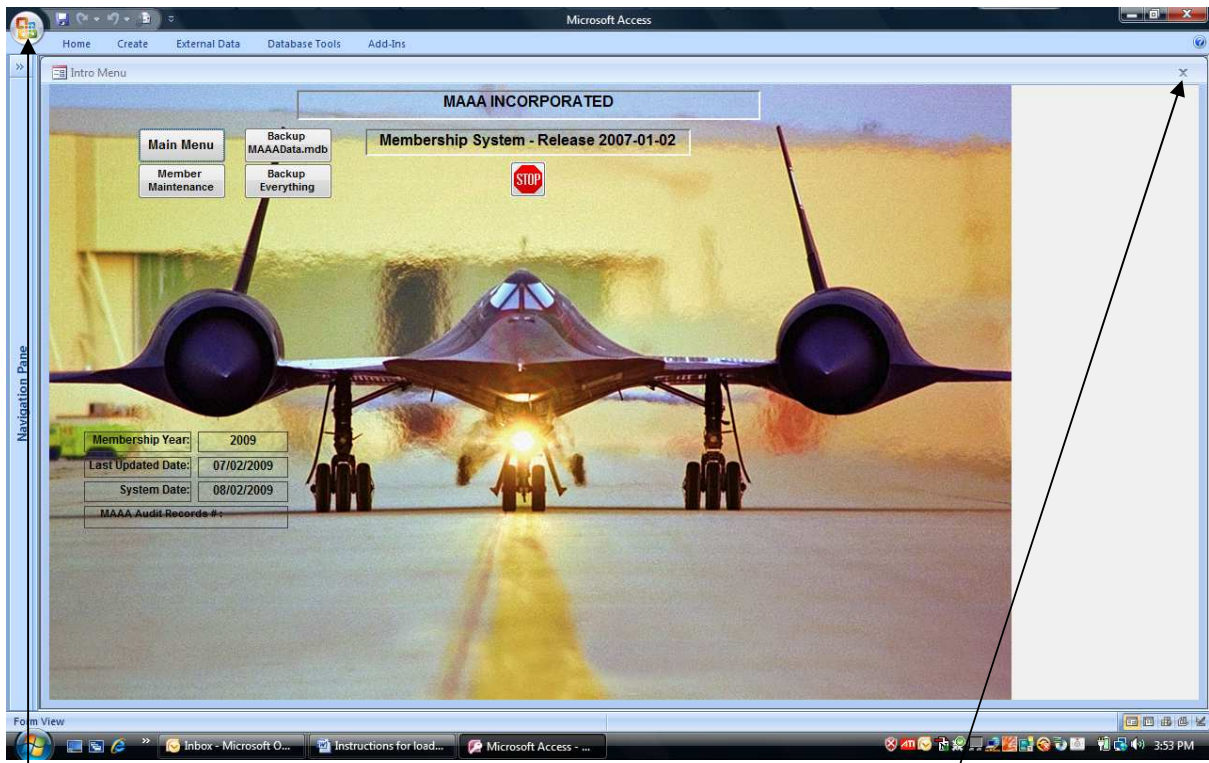 Microsoft Access
Home Create External Data Database Tools Add-Ins
Intro Menu
MAAA INCORPORATED
Main Menu
Backup
MAAAData.mdb
Membership System - Release 2007-01-02
Member
Maintenance
Backup
Everything
STOP
Navigation Pane
Membership Year: 2009
Last Updated Date: 07/02/2009
System Date: 08/02/2009
MAAA Audit Records # :
Form View
Inbox - Microsoft O... Instructions for load... Microsoft Access - ... ATI 3:53 PM